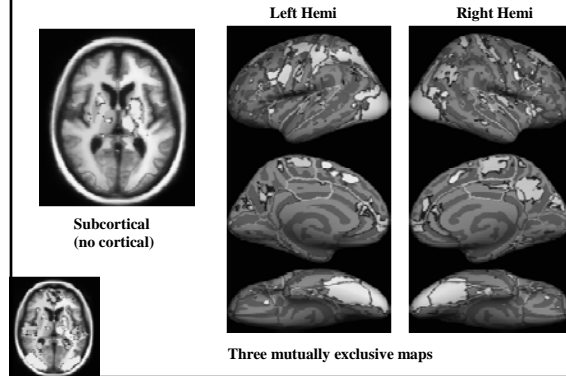 Left Hemi
Right Hemi
Subcortical
(no cortical)
Three mutually exclusive maps